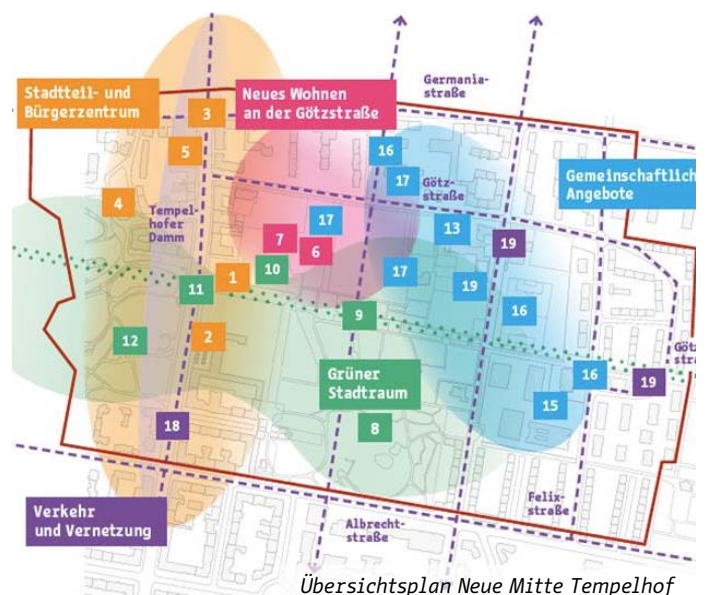 Germania-
straße
Stadtteil- und
Bürgerzentrum
Neues Wohnen
an der Götzstraße
3
5
16
17
Götz-
straße
Gemeinschaftlich
Angebote
4
Tempel-
hofer
Damm
17
13
7
6
19
10
1
17
11
19
9
16
12
2
Grüner
Stadtraum
16
19
Götz
stra
15
8
18
Verkehr
und Vernetzung
Felix-
straße
Albrecht-
straße
Übersichtsplan Neue Mitte Tempelhof